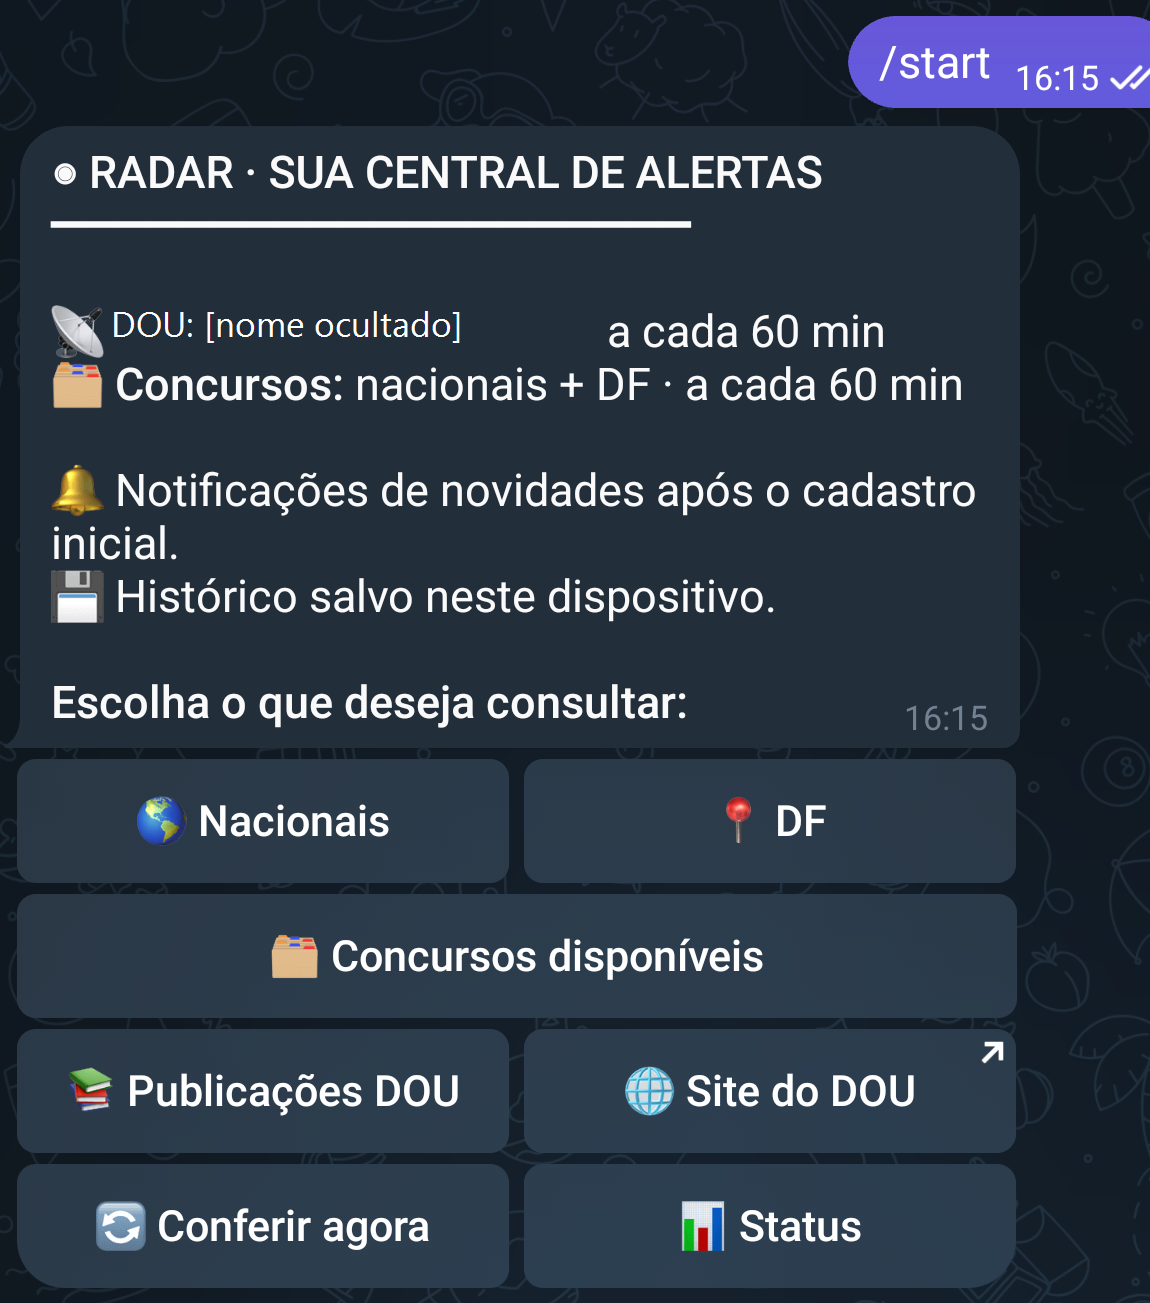 /start 16:15
RADAR · SUA CENTRAL DE ALERTAS
DOU: [nome ocultado] a cada 60 min
Concursos: nacionais + DF · a cada 60 min
Notificações de novidades após o cadastro
inicial.
Histórico salvo neste dispositivo.
Escolha o que deseja consultar:
16:15
Nacionais
DF
Concursos disponíveis
Publicações DOU
Site do DOU
Conferir agora
Status